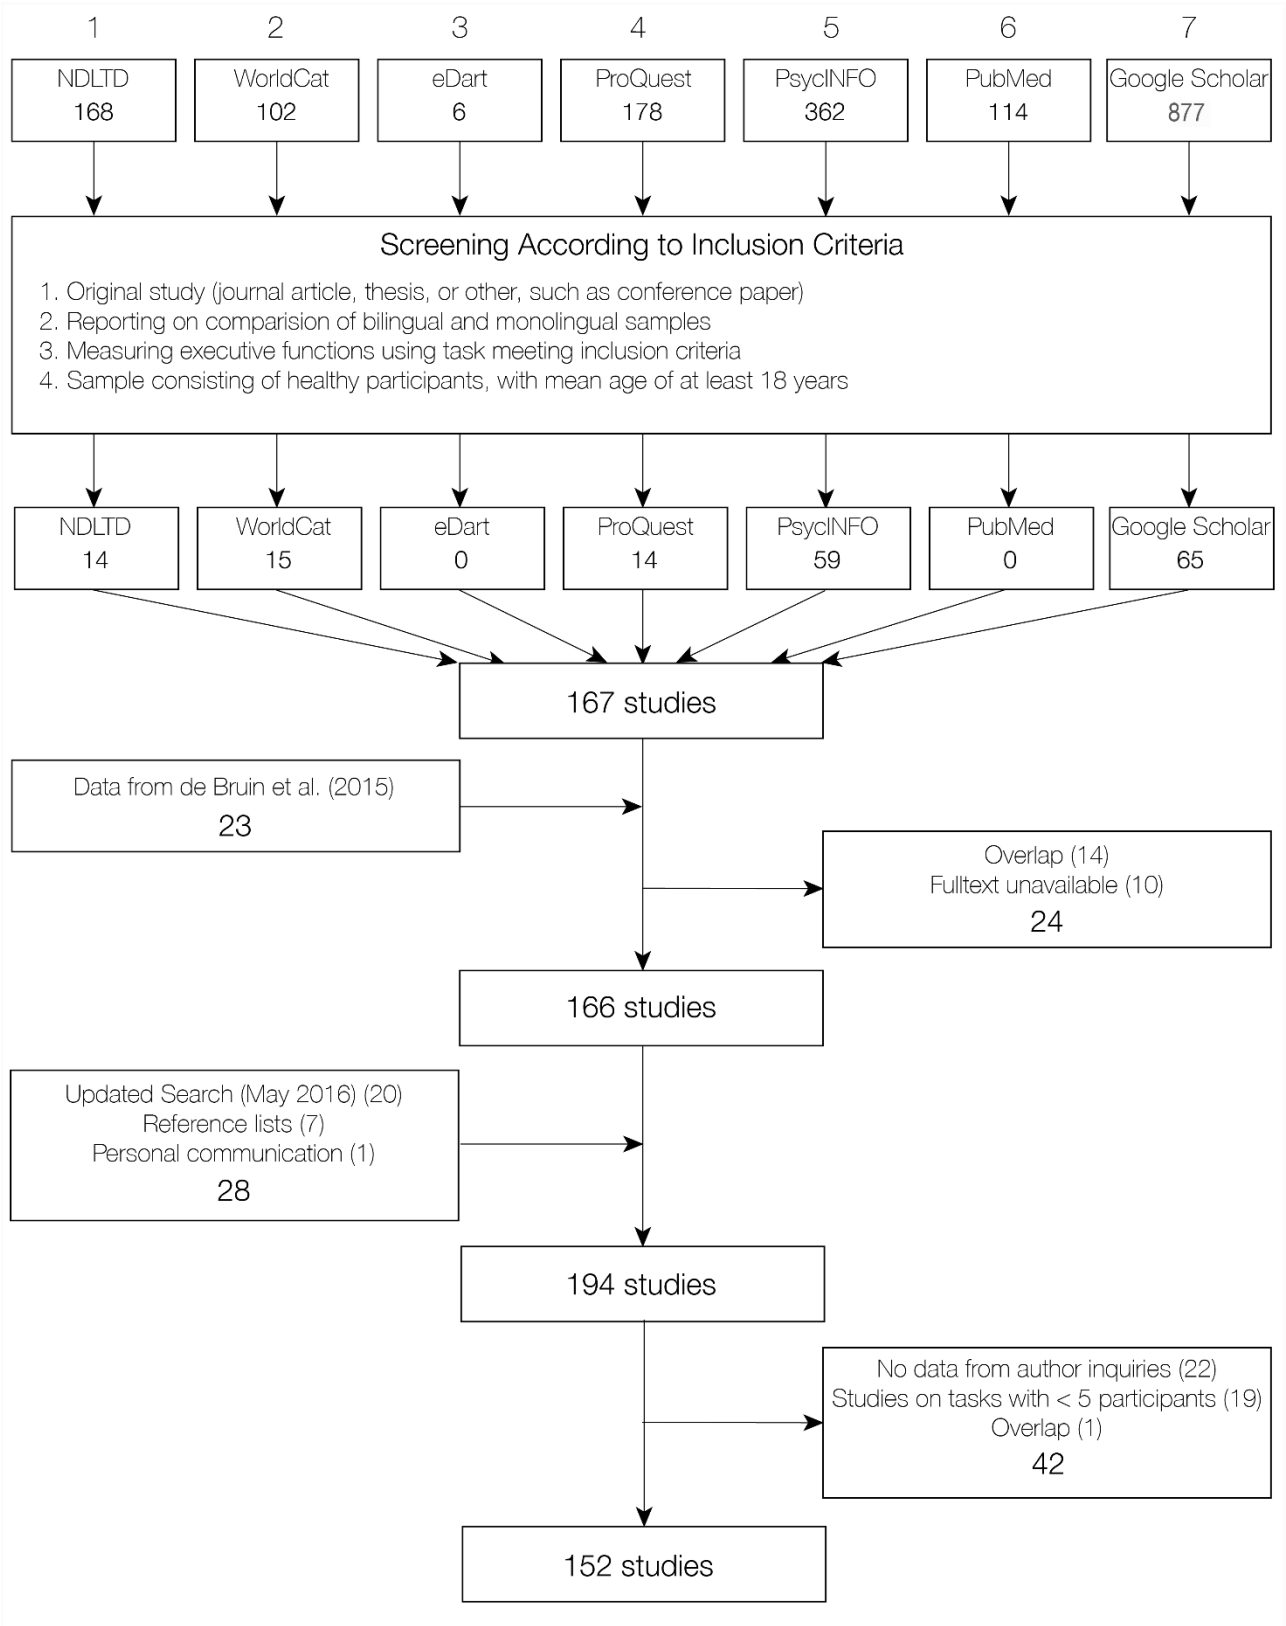 1 2 3 4 5 6 7
NDLTD WorldCat eDart ProQuest PsycINFO PubMed Google Scholar
168 102 6 178 362 114 877
Screening According to Inclusion Criteria
1. Original study (journal article, thesis, or other, such as conference paper)
2. Reporting on comparision of bilingual and monolingual samples
3. Measuring executive functions using task meeting inclusion criteria
4. Sample consisting of healthy participants, with mean age of at least 18 years
NDLTD WorldCat eDart ProQuest PsycINFO PubMed Google Scholar
14 15 0 14 59 0 65
167 studies
Data from de Bruin et al. (2015)
23
Overlap (14)
Fulltext unavailable (10)
24
166 studies
Updated Search (May 2016) (20)
Reference lists (7)
Personal communication (1)
28
194 studies
No data from author inquiries (22)
Studies on tasks with < 5 participants (19)
Overlap (1)
42
152 studies